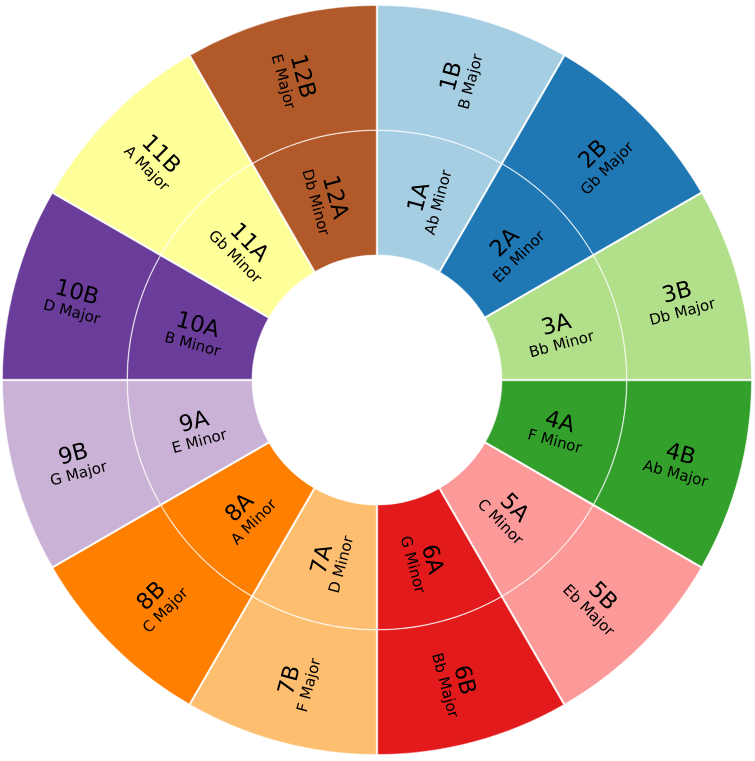 1B
B Major
2B
Gb Major
3B
Db Major
4B
Ab Major
5B
Eb Major
6B
Bb Major
7B
F Major
8B
C Major
9B
G Major
10B
D Major
11B
A Major
12B
E Major
1A
Ab Minor
2A
Eb Minor
3A
Bb Minor
4A
F Minor
5A
C Minor
6A
G Minor
7A
D Minor
8A
A Minor
9A
E Minor
10A
B Minor
11A
Gb Minor
12A
Db Minor